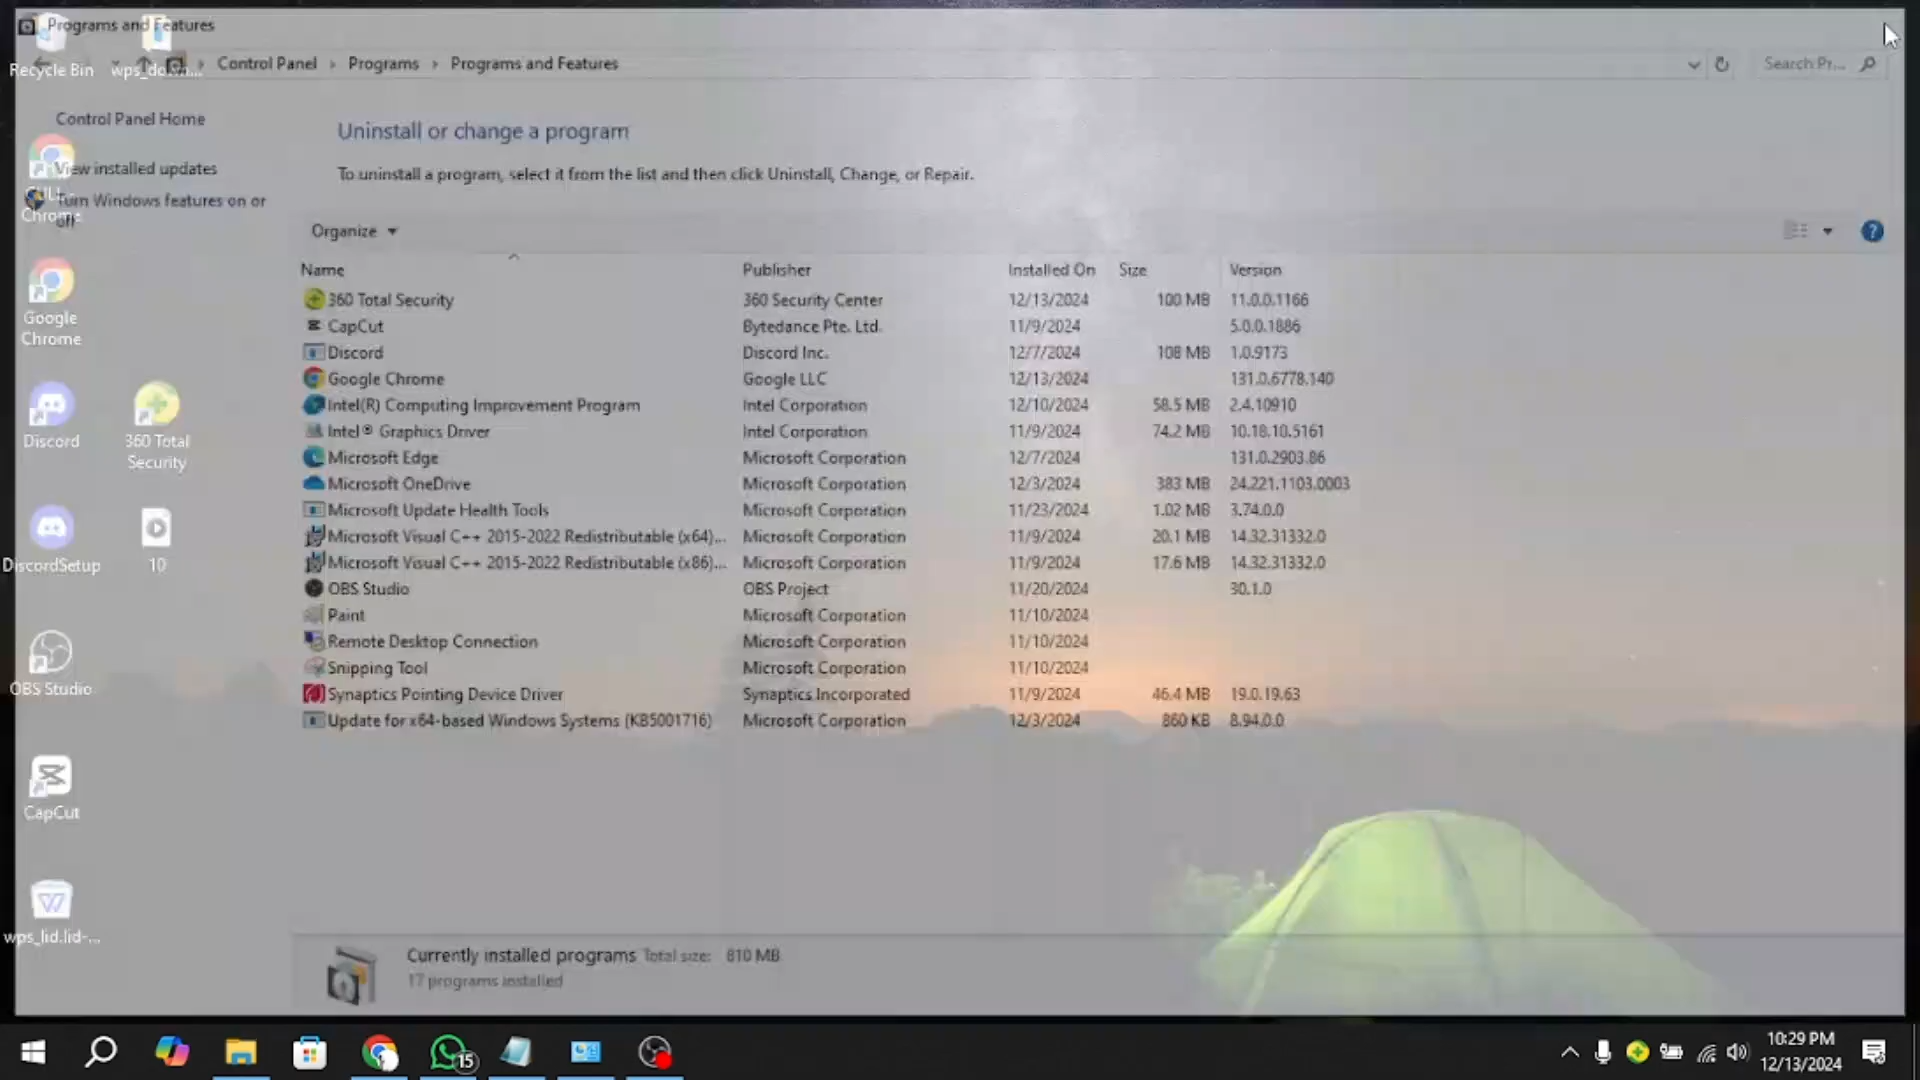 Programs and Features
Control Panel > Programs > Programs and Features
Search Pr...
Recycle Bin
Control Panel Home
View installed updates
Turn Windows features on or
off
Uninstall or change a program
To uninstall a program, select it from the list and then click Uninstall, Change, or Repair.
Organize
Name Publisher Installed On Size Version
360 Total Security 360 Security Center 12/13/2024 100 MB 11.0.0.1166
CapCut Bytedance Pte. Ltd. 11/9/2024 5.0.0.1886
Discord Discord Inc. 12/7/2024 108 MB 1.0.9173
Google Chrome Google LLC 12/13/2024 131.0.6778.140
Intel(R) Computing Improvement Program Intel Corporation 12/10/2024 58.5 MB 2.4.10910
Intel® Graphics Driver Intel Corporation 11/9/2024 74.2 MB 10.18.10.5161
Microsoft Edge Microsoft Corporation 12/7/2024 131.0.2903.86
Microsoft OneDrive Microsoft Corporation 12/3/2024 383 MB 24.221.1103.0003
Microsoft Update Health Tools Microsoft Corporation 11/23/2024 1.02 MB 3.74.0.0
Microsoft Visual C++ 2015-2022 Redistributable (x64)... Microsoft Corporation 11/9/2024 20.1 MB 14.32.31332.0
Microsoft Visual C++ 2015-2022 Redistributable (x86)... Microsoft Corporation 11/9/2024 17.6 MB 14.32.31332.0
OBS Studio OBS Project 11/20/2024 30.1.0
Paint Microsoft Corporation 11/10/2024
Remote Desktop Connection Microsoft Corporation 11/10/2024
Snipping Tool Microsoft Corporation 11/10/2024
Synaptics Pointing Device Driver Synaptics Incorporated 11/9/2024 46.4 MB 19.0.19.63
Update for x64-based Windows Systems (KB5001716) Microsoft Corporation 12/3/2024 860 KB 8.94.0.0
Currently installed programs Total size: 810 MB
17 programs installed
Chrome
Google
Chrome
Discord
360 Total
Security
DiscordSetup
10
OBS Studio
CapCut
wps_lid.lid-...
15
10:29 PM
12/13/2024